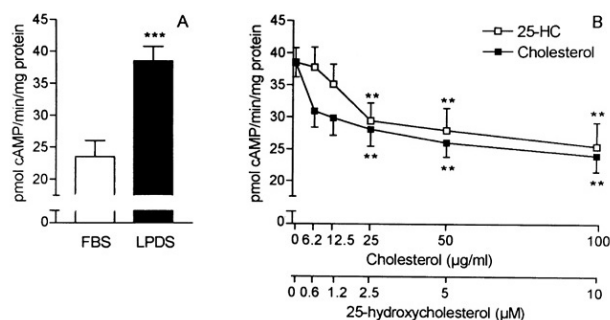 A
pmol cAMP/min/mg protein
45
40
35
30
25
20
0
***
FBS LPDS
B
25-HC
Cholesterol
pmol cAMP/min/mg protein
45
40
35
30
25
20
0
** ** **
** ** **
0 6.2 12.5 25 50 100
Cholesterol (µg/ml)
0 0.6 1.2 2.5 5 10
25-hydroxycholesterol (µM)